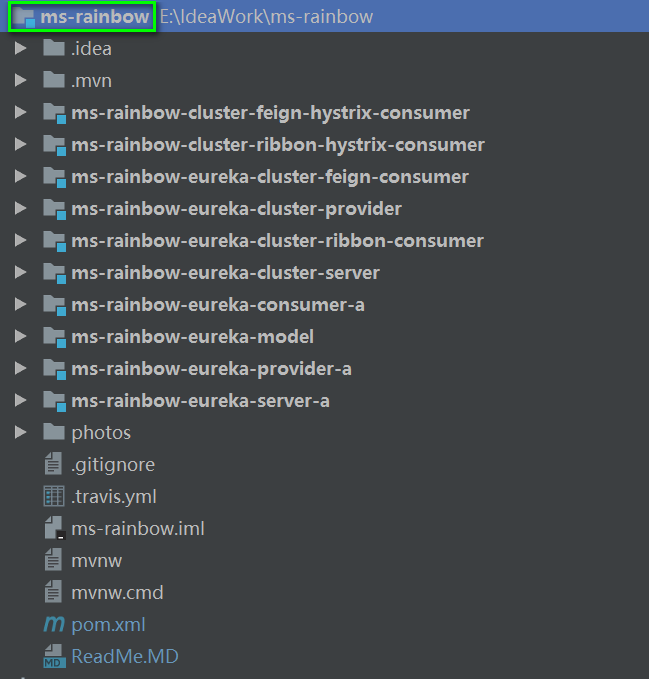 ms-rainbow E:\IdeaWork\ms-rainbow
.idea
.mvn
ms-rainbow-cluster-feign-hystrix-consumer
ms-rainbow-cluster-ribbon-hystrix-consumer
ms-rainbow-eureka-cluster-feign-consumer
ms-rainbow-eureka-cluster-provider
ms-rainbow-eureka-cluster-ribbon-consumer
ms-rainbow-eureka-cluster-server
ms-rainbow-eureka-consumer-a
ms-rainbow-eureka-model
ms-rainbow-eureka-provider-a
ms-rainbow-eureka-server-a
photos
.gitignore
.travis.yml
ms-rainbow.iml
mvnw
mvnw.cmd
m pom.xml
MD ReadMe.MD